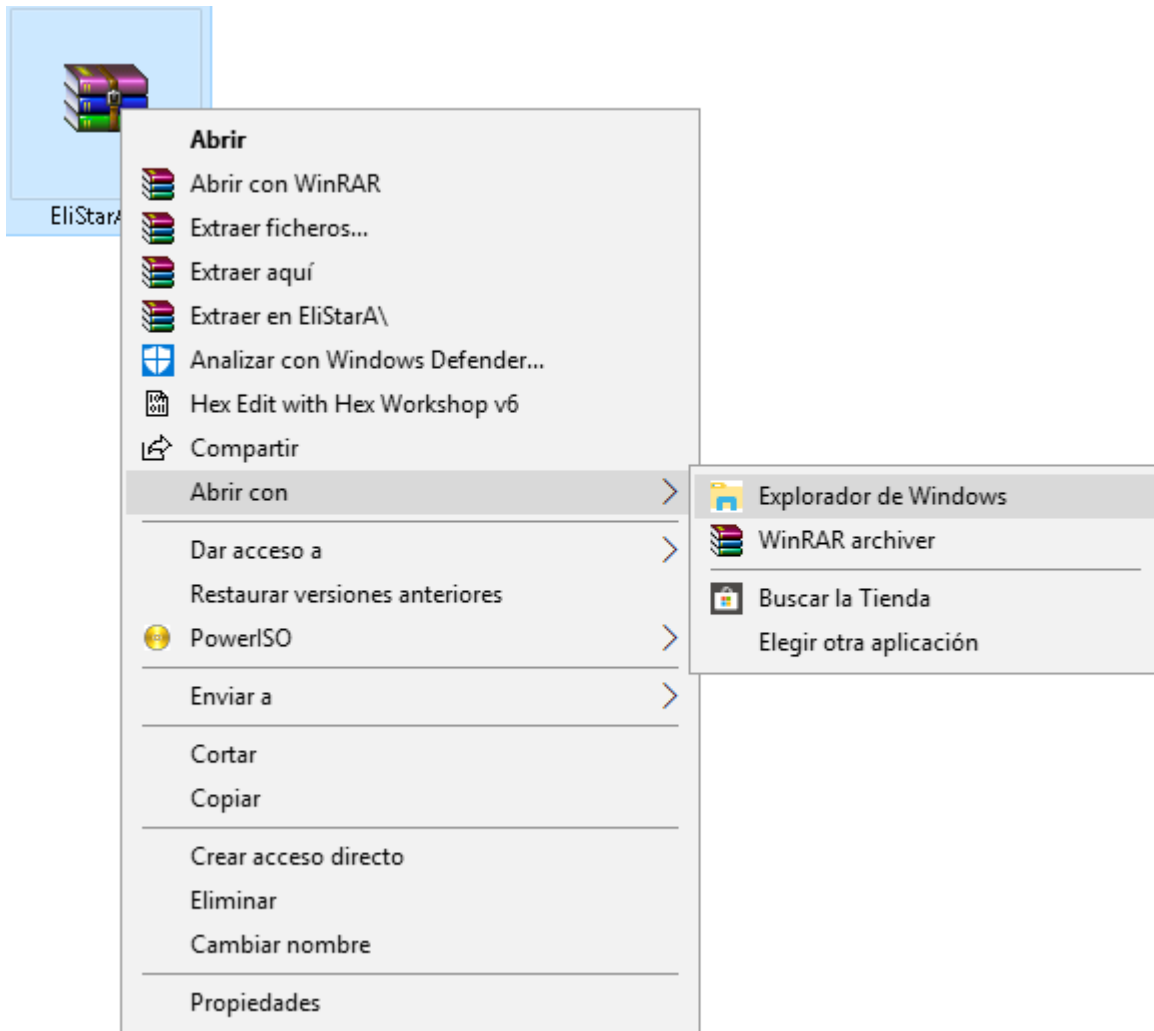 EliStarA
Abrir
Abrir con WinRAR
Extraer ficheros...
Extraer aquí
Extraer en EliStarA\
Analizar con Windows Defender...
Hex Edit with Hex Workshop v6
Compartir
Abrir con
Dar acceso a
Restaurar versiones anteriores
PowerISO
Enviar a
Cortar
Copiar
Crear acceso directo
Eliminar
Cambiar nombre
Propiedades
Explorador de Windows
WinRAR archiver
Buscar la Tienda
Elegir otra aplicación